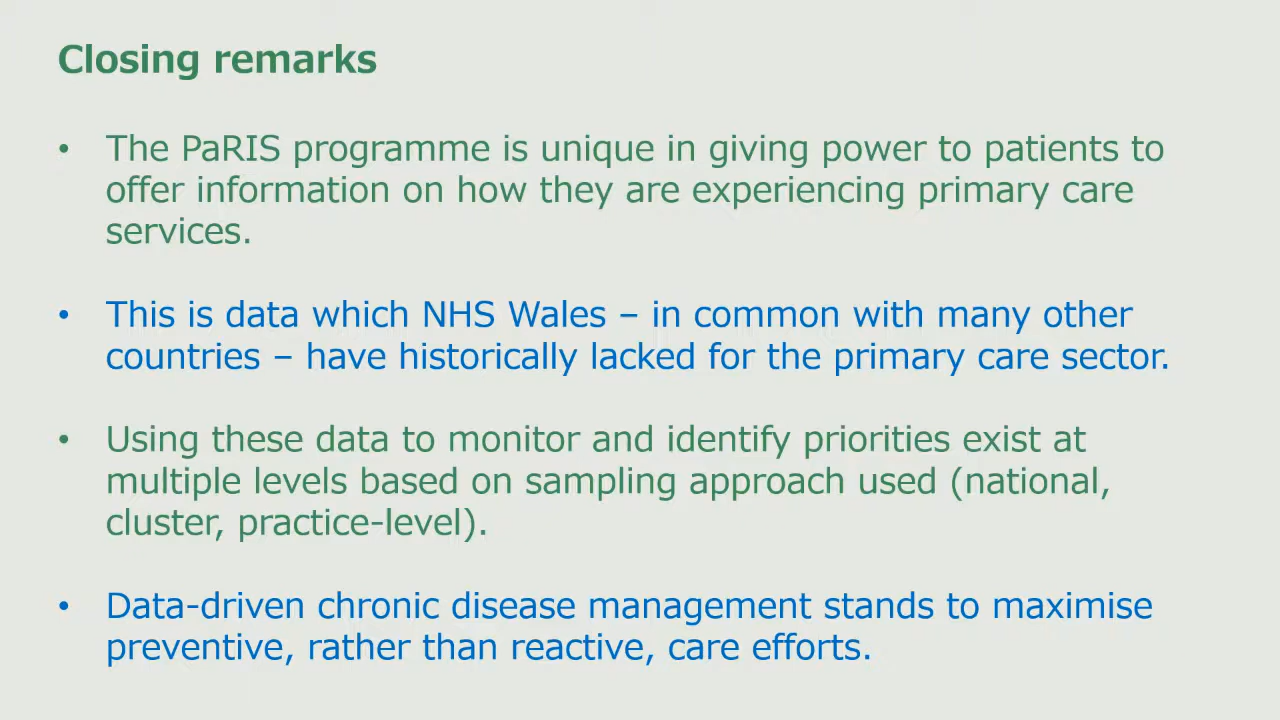 Closing remarks
• The PaRIS programme is unique in giving power to patients to
offer information on how they are experiencing primary care
services.
• This is data which NHS Wales – in common with many other
countries – have historically lacked for the primary care sector.
• Using these data to monitor and identify priorities exist at
multiple levels based on sampling approach used (national,
cluster, practice-level).
• Data-driven chronic disease management stands to maximise
preventive, rather than reactive, care efforts.